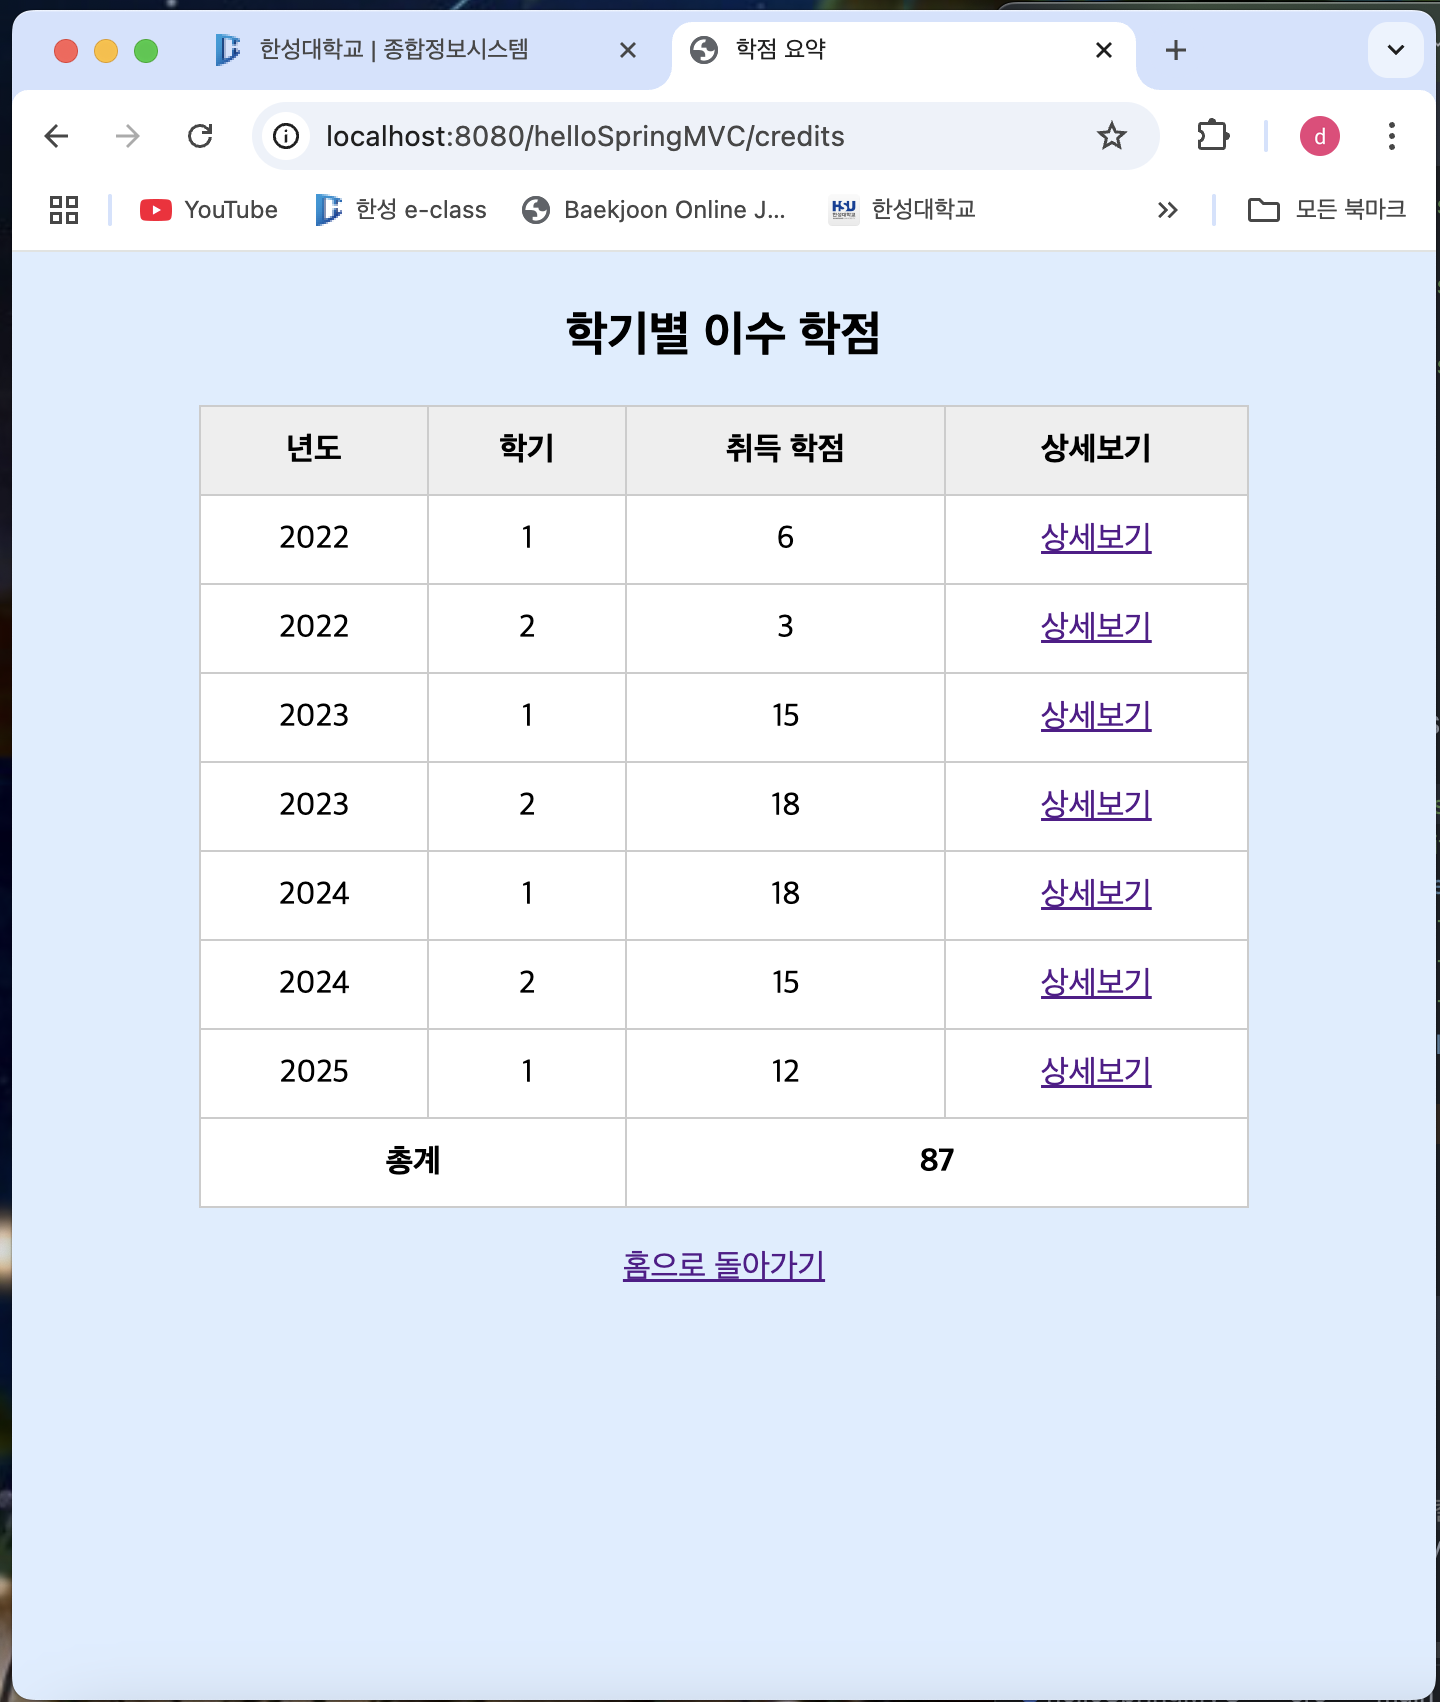 한성대학교 | 종합정보시스템
학점 요약
localhost:8080/helloSpringMVC/credits
d
YouTube
한성 e-class
Baekjoon Online J...
HSU
한성대학교
모든 북마크
학기별 이수 학점
년도 학기 취득 학점 상세보기
2022 1 6 상세보기
2022 2 3 상세보기
2023 1 15 상세보기
2023 2 18 상세보기
2024 1 18 상세보기
2024 2 15 상세보기
2025 1 12 상세보기
총계 87
홈으로 돌아가기